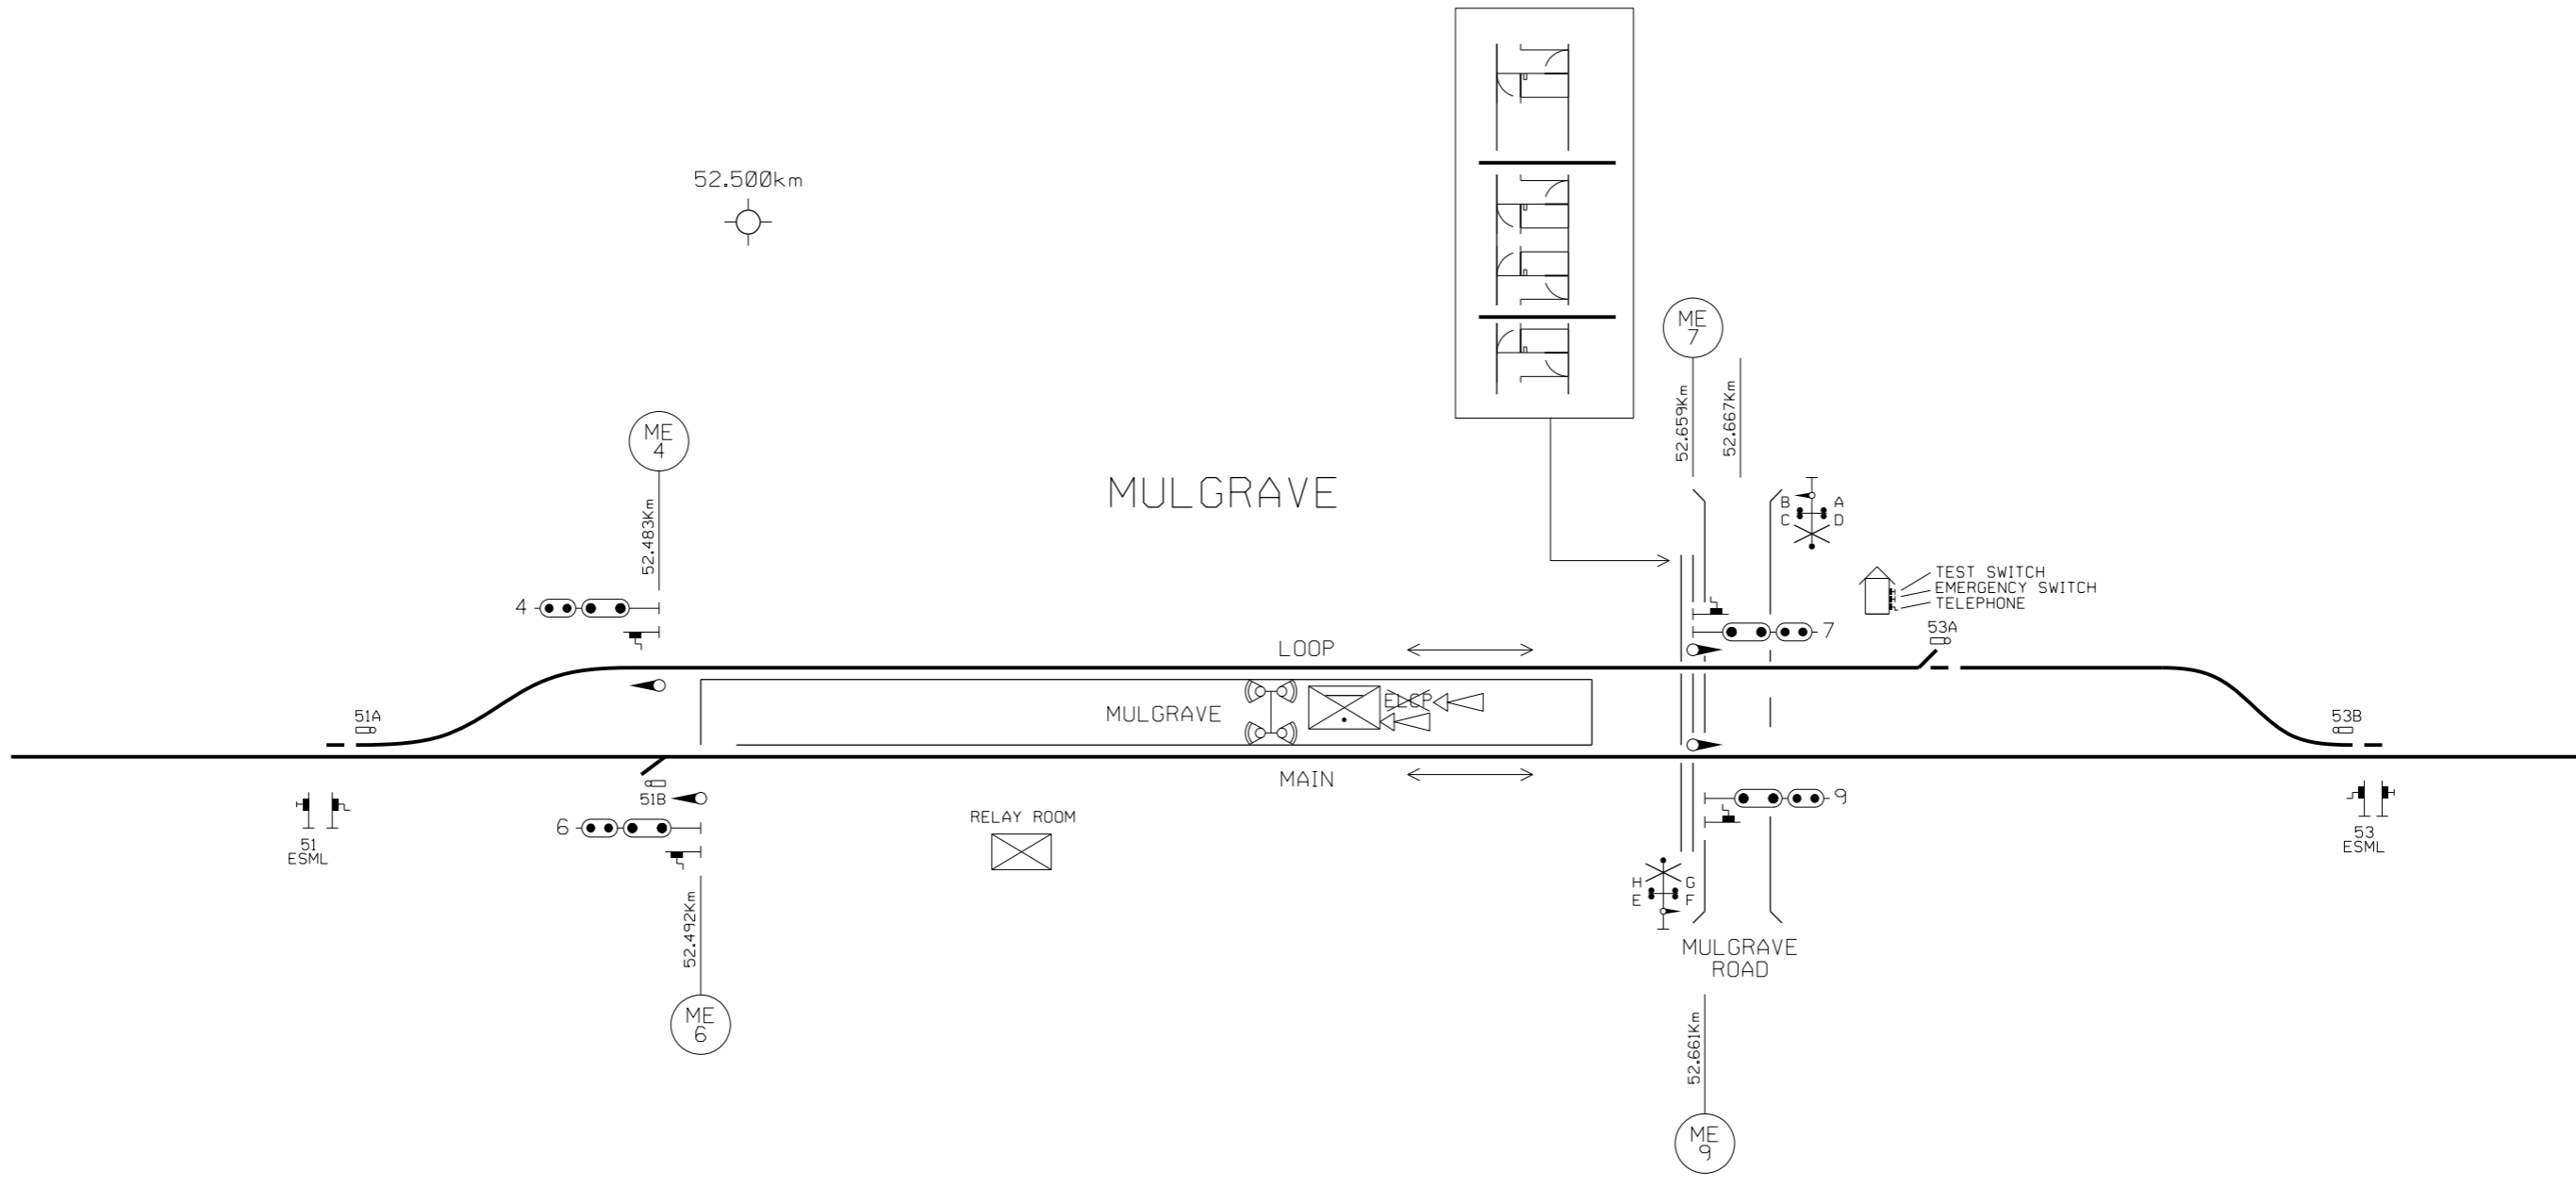 52.500km
ME
7
52.659Km
52.667Km
ME
4
52.483Km
MULGRAVE
B A
C D
TEST SWITCH
EMERGENCY SWITCH
TELEPHONE
4
7
53A
LOOP
51A
MULGRAVE
ELCP
53B
MAIN
51B
9
6
RELAY ROOM
51
ESML
53
ESML
H G
E F
52.492Km
MULGRAVE
ROAD
ME
6
52.661Km
ME
9